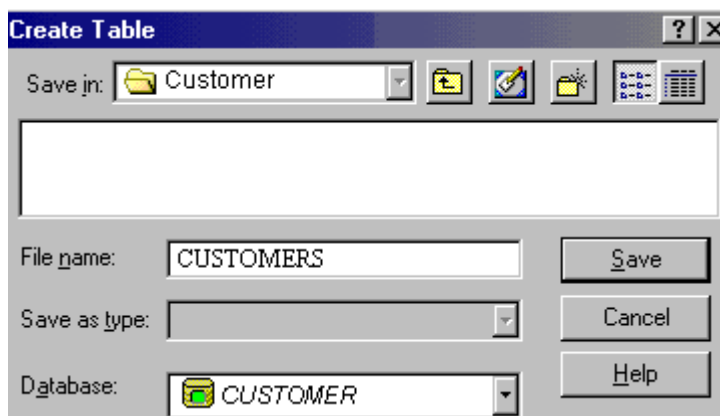 Create Table
Save in: Customer
File name: CUSTOMERS Save
Save as type: Cancel
Database: CUSTOMER Help